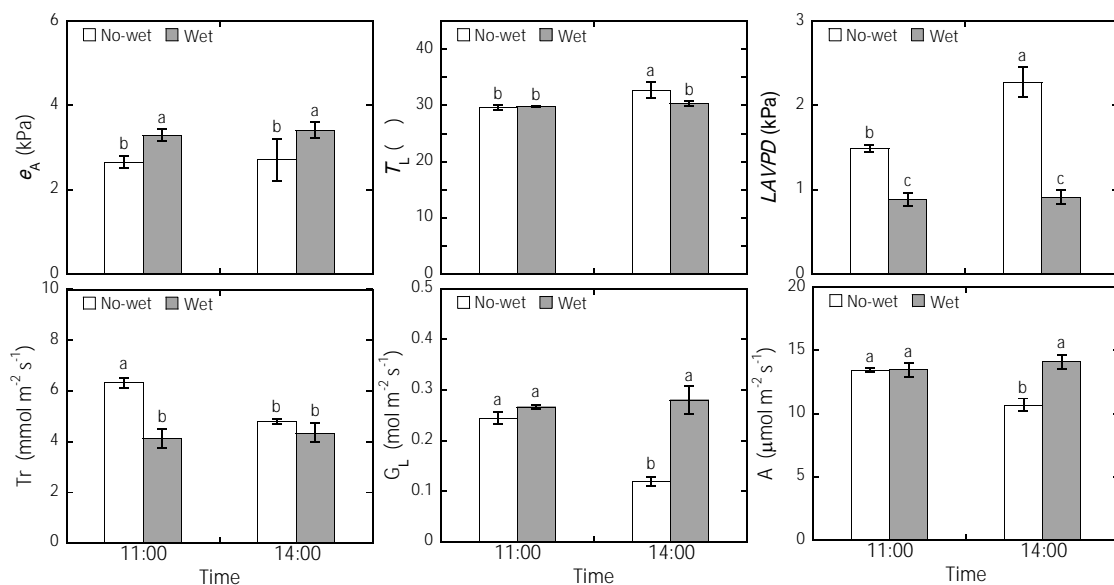 6
4
2
0
e_A (kPa)
No-wet Wet
b
a
b
a
45
40
30
20
10
0
T_L ( )
No-wet Wet
b
b
a
b
3
2
1
0
LAVPD (kPa)
No-wet Wet
b
c
a
c
10
8
6
4
2
0
Tr (mmol m⁻² s⁻¹)
No-wet Wet
a
b
b
b
11:00 14:00
Time
0.5
0.4
0.3
0.2
0.1
0
G_L (mol m⁻² s⁻¹)
No-wet Wet
a
a
b
a
11:00 14:00
Time
20
15
10
5
0
A (µmol m⁻² s⁻¹)
No-wet Wet
a
a
b
a
11:00 14:00
Time